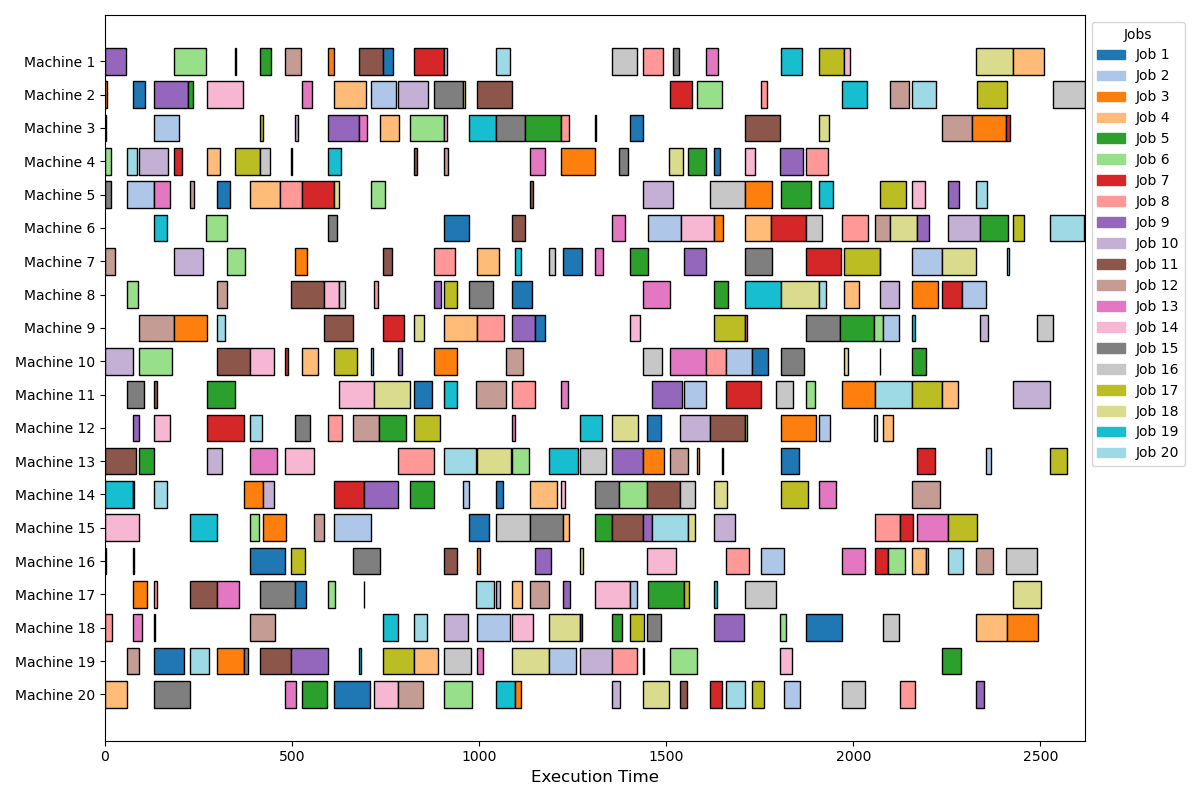 Machine 1
Machine 2
Machine 3
Machine 4
Machine 5
Machine 6
Machine 7
Machine 8
Machine 9
Machine 10
Machine 11
Machine 12
Machine 13
Machine 14
Machine 15
Machine 16
Machine 17
Machine 18
Machine 19
Machine 20
0 500 1000 1500 2000 2500
Execution Time
Jobs
Job 1
Job 2
Job 3
Job 4
Job 5
Job 6
Job 7
Job 8
Job 9
Job 10
Job 11
Job 12
Job 13
Job 14
Job 15
Job 16
Job 17
Job 18
Job 19
Job 20